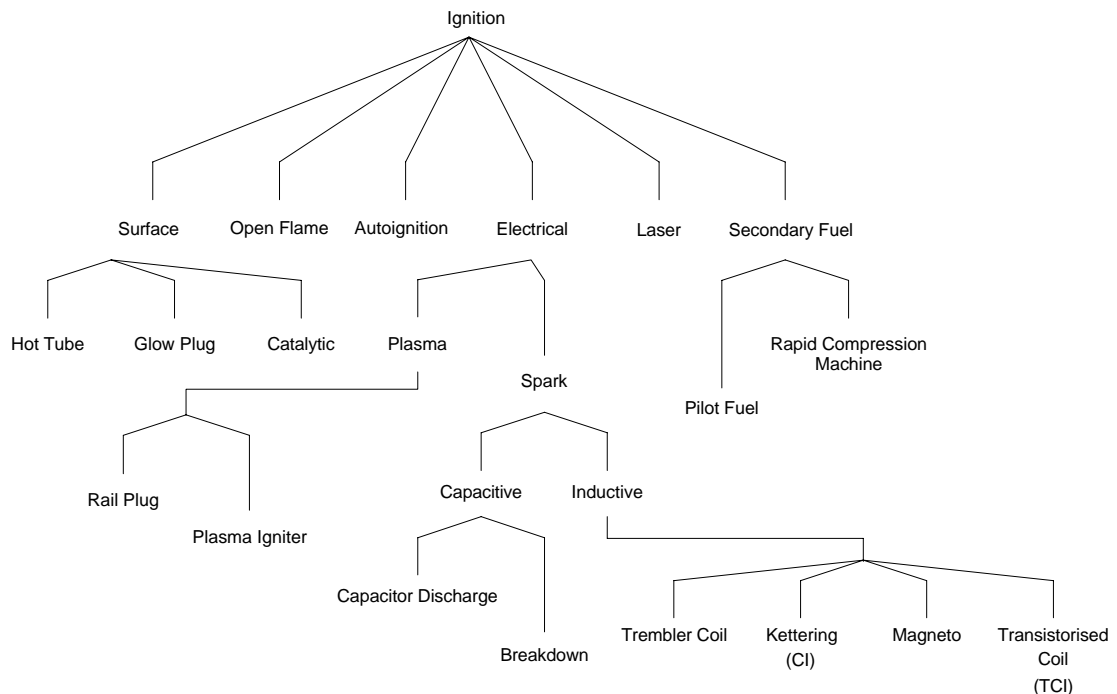 Ignition
Surface
Open Flame
Autoignition
Electrical
Laser
Secondary Fuel
Hot Tube
Glow Plug
Catalytic
Plasma
Rapid Compression
Machine
Spark
Pilot Fuel
Rail Plug
Capacitive
Inductive
Plasma Igniter
Capacitor Discharge
Breakdown
Trembler Coil
Kettering
(CI)
Magneto
Transistorised
Coil
(TCI)